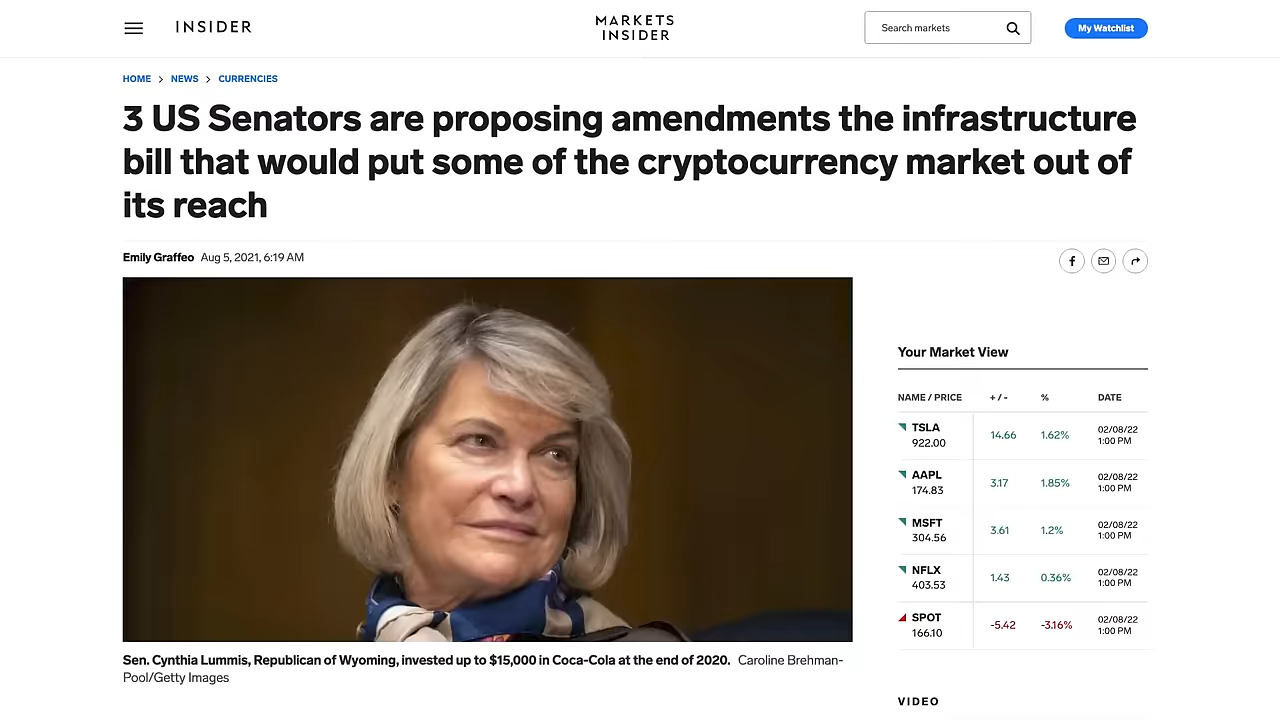 INSIDER
MARKETS
INSIDER
Search markets
My Watchlist
HOME > NEWS > CURRENCIES
3 US Senators are proposing amendments the infrastructure
bill that would put some of the cryptocurrency market out of
its reach
Emily Graffeo Aug 5, 2021, 6:19 AM
Sen. Cynthia Lummis, Republican of Wyoming, invested up to $15,000 in Coca-Cola at the end of 2020. Caroline Brehman-
Pool/Getty Images
Your Market View
NAME / PRICE + / - % DATE
TSLA 14.66 1.62% 02/08/22
922.00 1:00 PM
AAPL 3.17 1.85% 02/08/22
174.83 1:00 PM
MSFT 3.61 1.2% 02/08/22
304.56 1:00 PM
NFLX 1.43 0.36% 02/08/22
403.53 1:00 PM
SPOT -5.42 -3.16% 02/08/22
166.10 1:00 PM
VIDEO